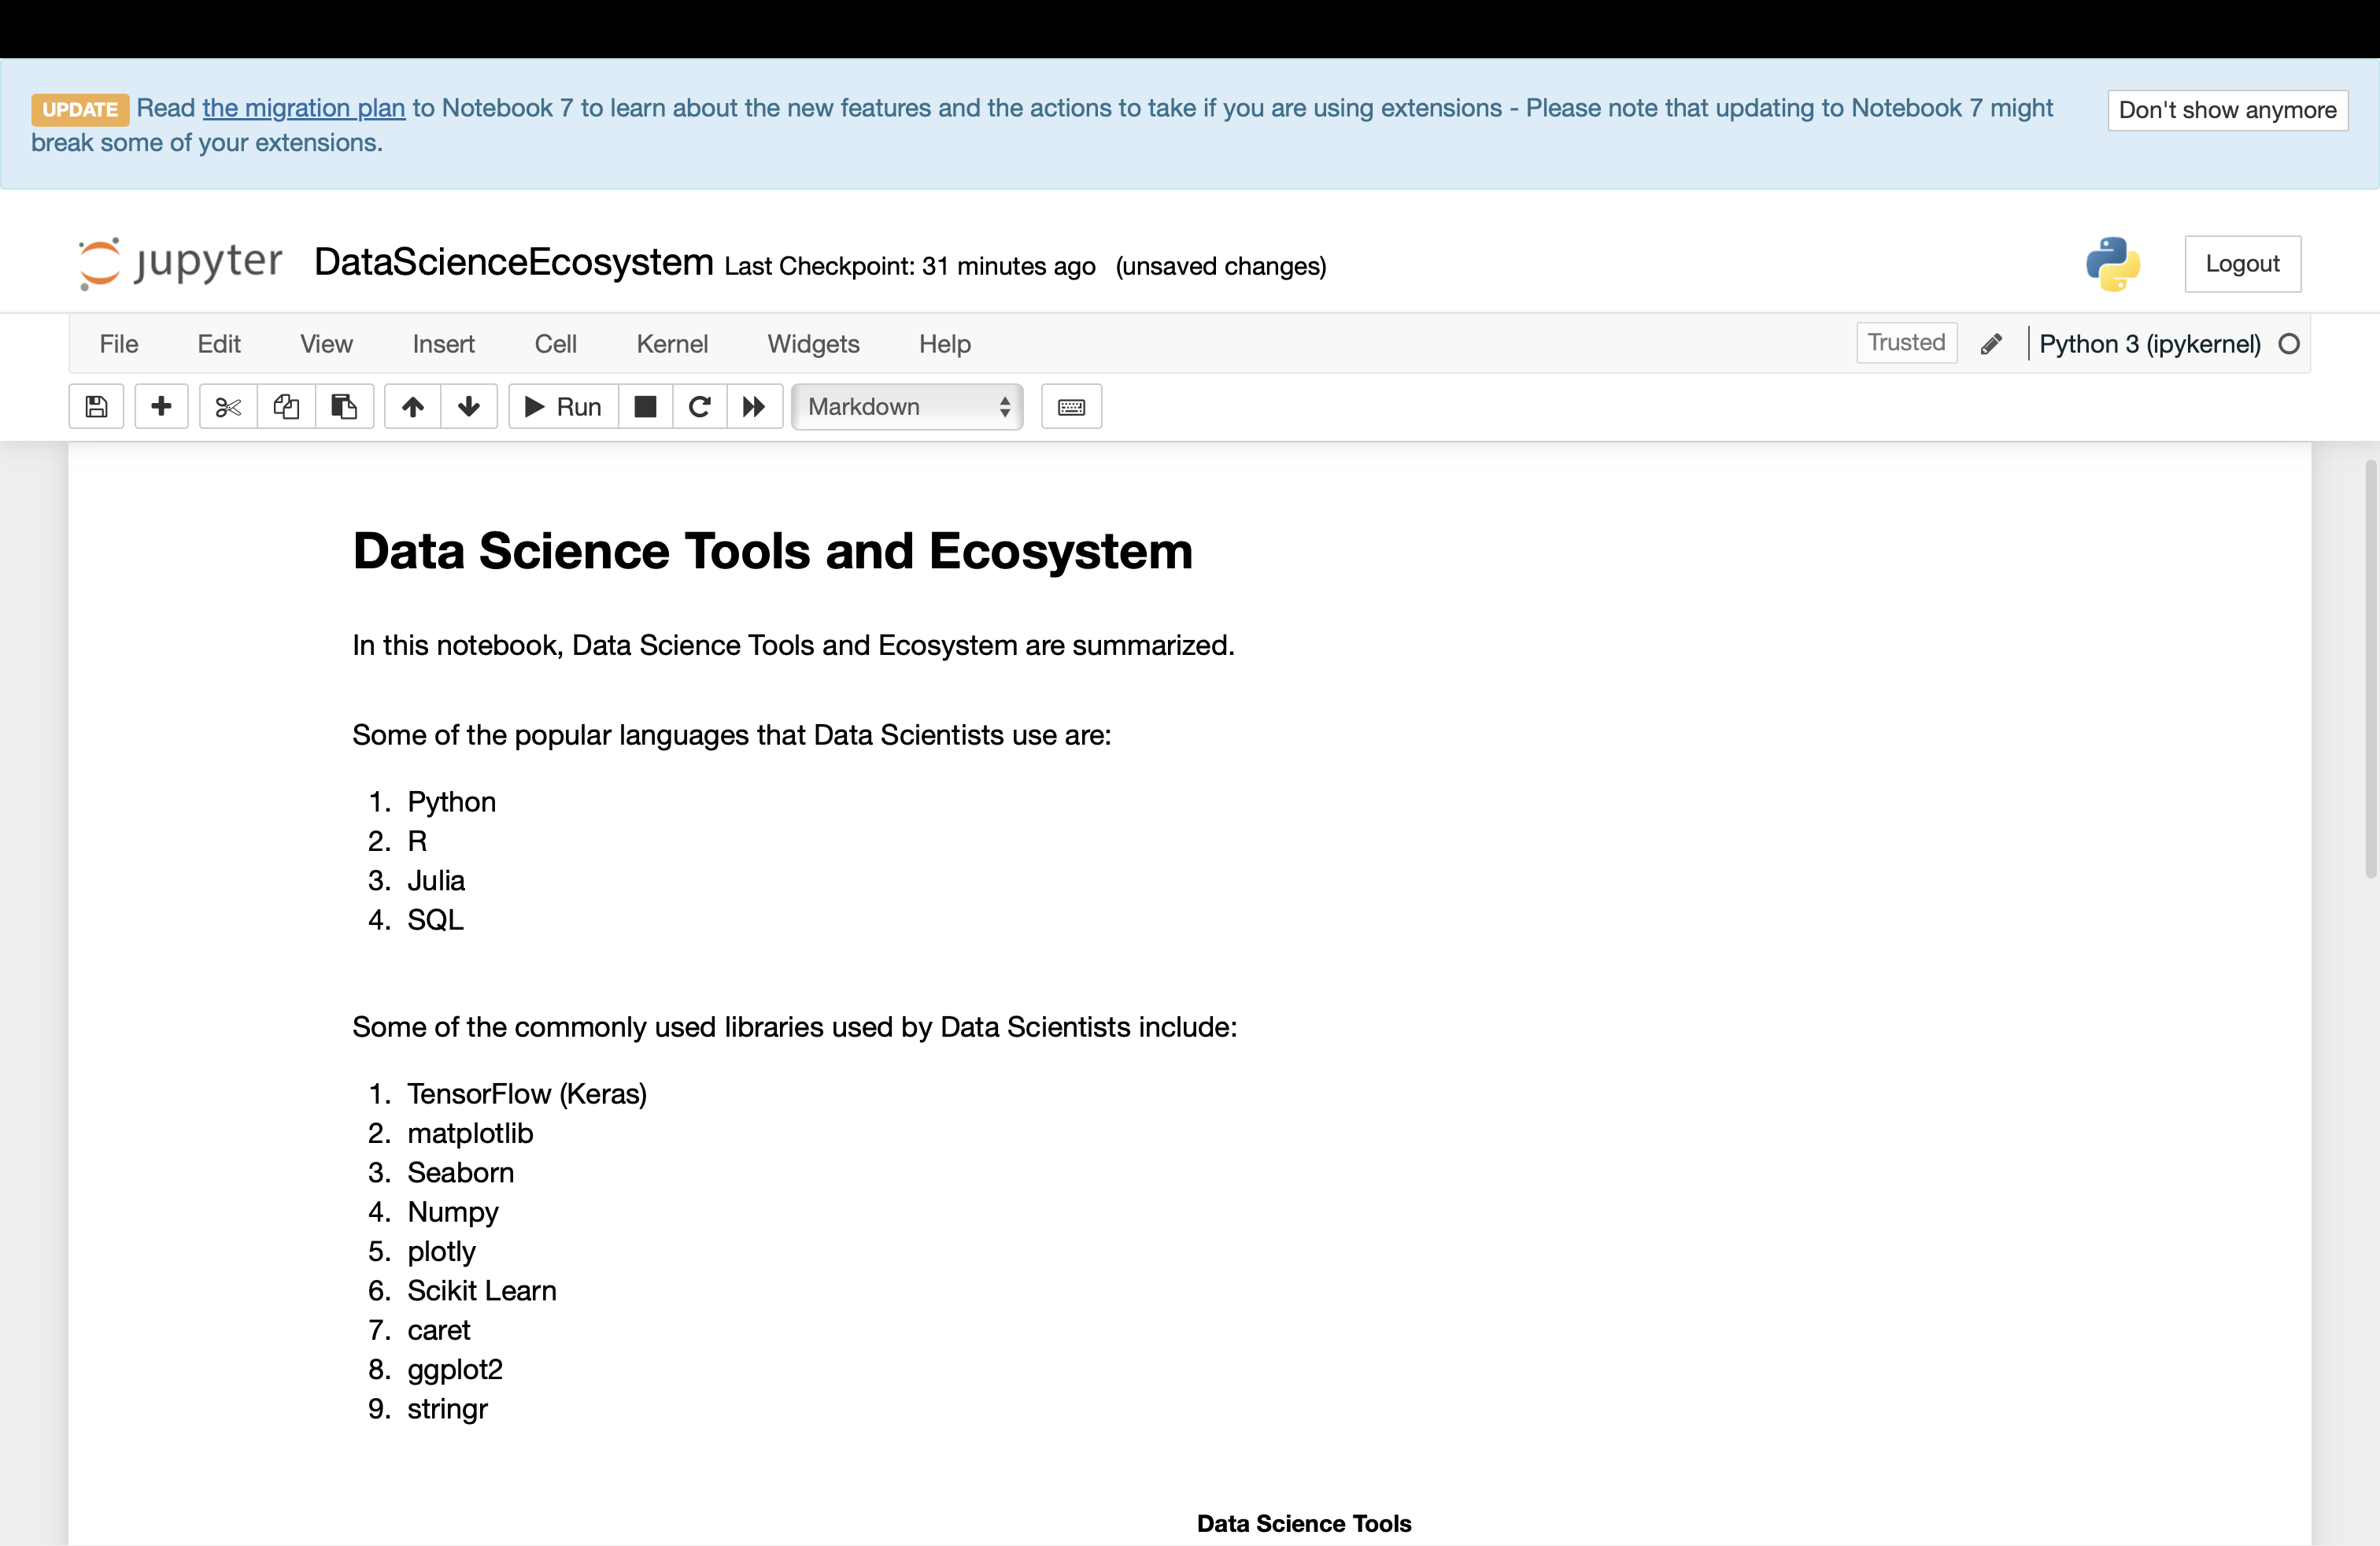 UPDATE Read the migration plan to Notebook 7 to learn about the new features and the actions to take if you are using extensions - Please note that updating to Notebook 7 might
break some of your extensions.
Don't show anymore
jupyter DataScienceEcosystem Last Checkpoint: 31 minutes ago (unsaved changes)
Logout
File Edit View Insert Cell Kernel Widgets Help
Trusted Python 3 (ipykernel)
Run Markdown
Data Science Tools and Ecosystem
In this notebook, Data Science Tools and Ecosystem are summarized.
Some of the popular languages that Data Scientists use are:
1. Python
2. R
3. Julia
4. SQL
Some of the commonly used libraries used by Data Scientists include:
1. TensorFlow (Keras)
2. matplotlib
3. Seaborn
4. Numpy
5. plotly
6. Scikit Learn
7. caret
8. ggplot2
9. stringr
Data Science Tools